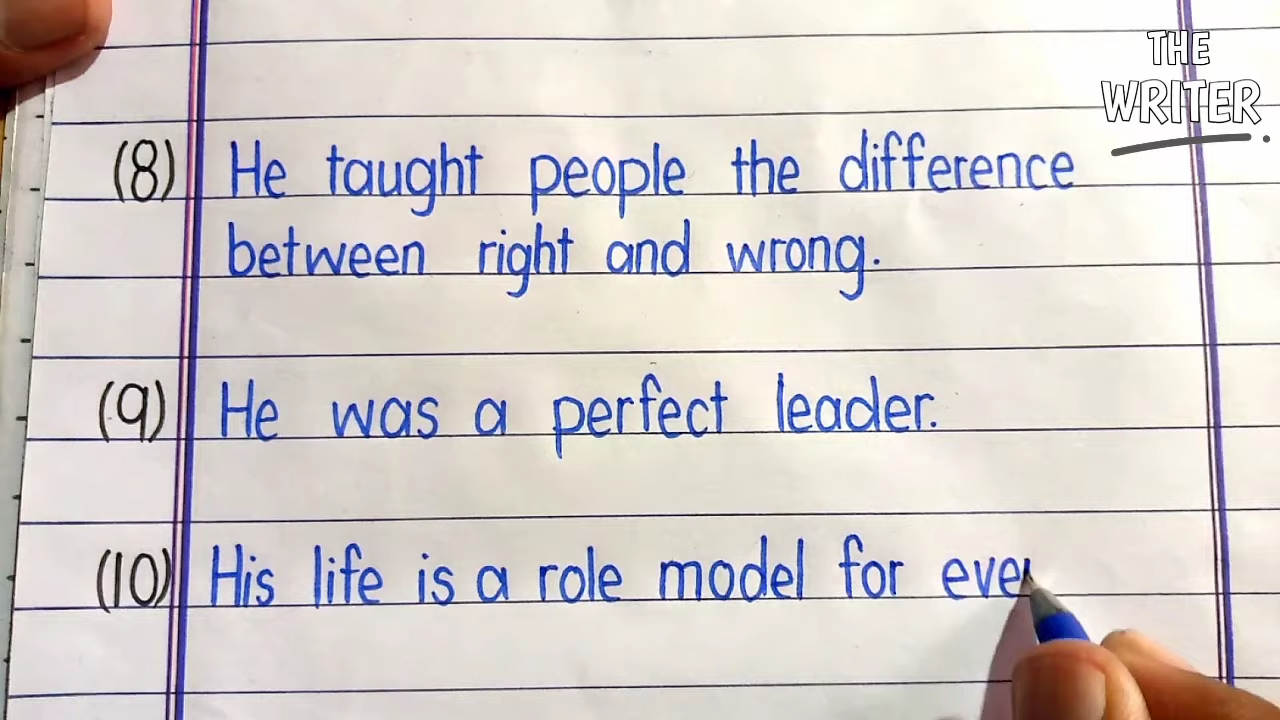 THE
WRITER
(8) He taught people the difference
between right and wrong.
(9) He was a perfect leader.
(10) His life is a role model for eve